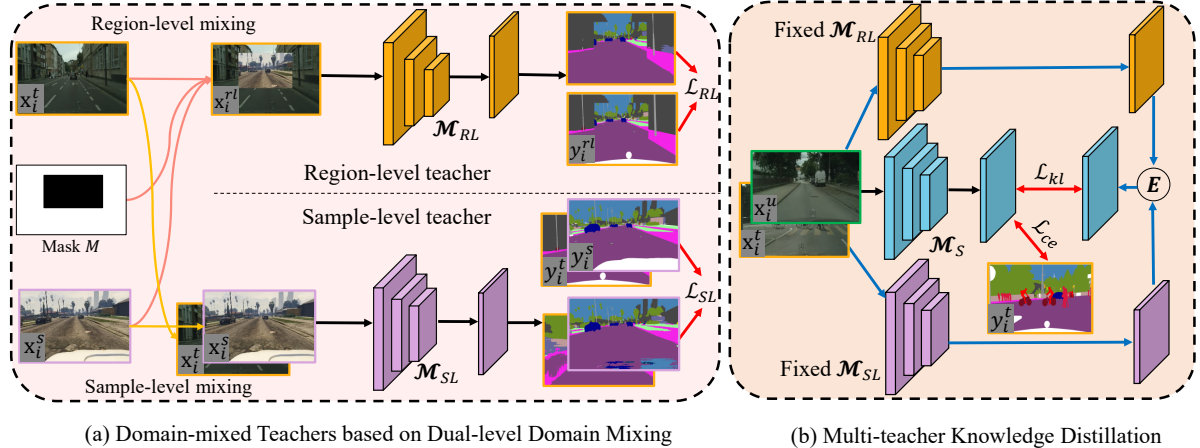 Region-level mixing
x_i^t
x_i^{rl}
𝓜_{RL}
y_i^{rl}
ℒ_{RL}
Region-level teacher
Mask M
Sample-level teacher
x_i^s
x_i^t
x_i^s
𝓜_{SL}
y_i^t
y_i^s
ℒ_{SL}
Sample-level mixing
(a) Domain-mixed Teachers based on Dual-level Domain Mixing
Fixed 𝓜_{RL}
x_i^u
x_i^t
𝓜_S
ℒ_{kl}
E
ℒ_{ce}
y_i^t
Fixed 𝓜_{SL}
(b) Multi-teacher Knowledge Distillation